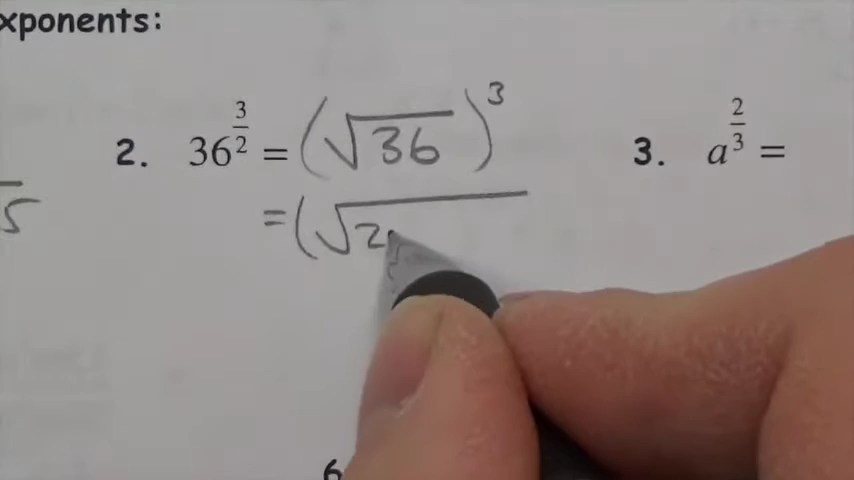 xponents:
5
2. 36^{3/2} = (√36)^3
= (√2
3. a^{2/3} =
6